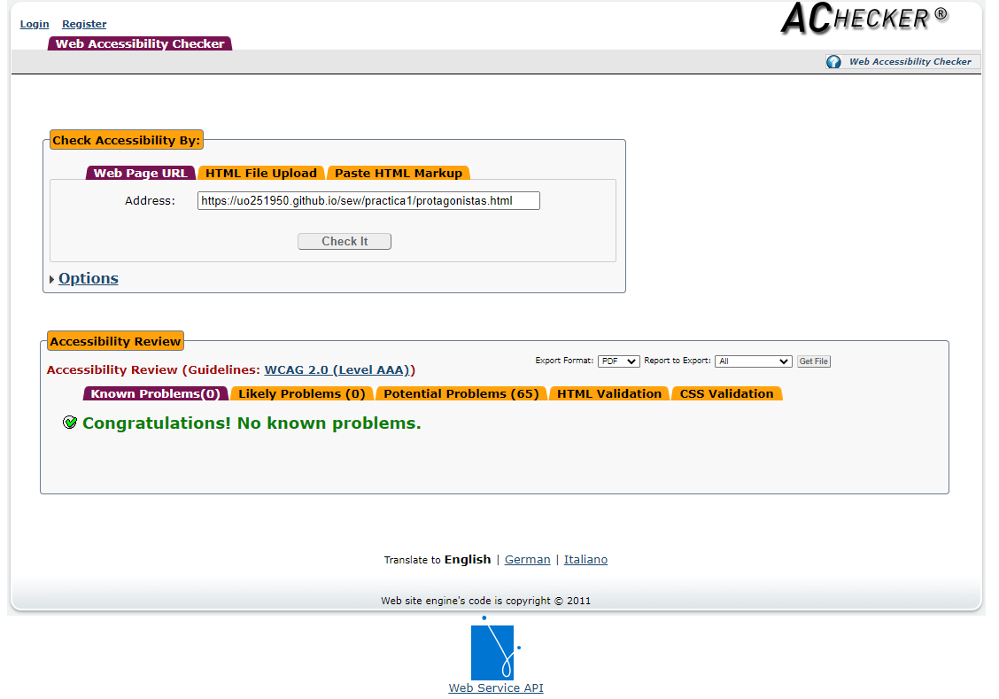 Login Register
ACHECKER ®
Web Accessibility Checker
Web Accessibility Checker
Check Accessibility By:
Web Page URL HTML File Upload Paste HTML Markup
Address: https://uo251950.github.io/sew/practica1/protagonistas.html
Check It
Options
Accessibility Review
Accessibility Review (Guidelines: WCAG 2.0 (Level AAA))
Export Format: PDF Report to Export: All Get File
Known Problems(0) Likely Problems (0) Potential Problems (65) HTML Validation CSS Validation
Congratulations! No known problems.
Translate to English | German | Italiano
Web site engine's code is copyright © 2011
Web Service API